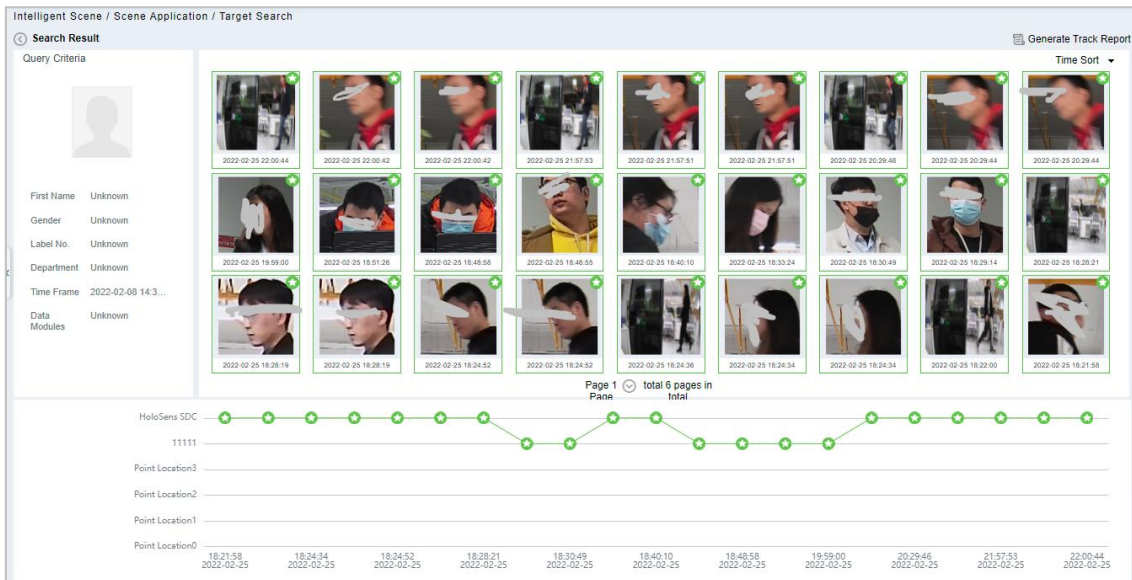 Intelligent Scene / Scene Application / Target Search
Search Result
Generate Track Report
Query Criteria
Time Sort
2022-02-25 22:00:44 2022-02-25 22:00:42 2022-02-25 22:00:42 2022-02-25 21:57:53 2022-02-25 21:57:51 2022-02-25 21:57:51 2022-02-25 20:29:46 2022-02-25 20:29:44 2022-02-25 20:29:44
First Name Unknown
Gender Unknown
Label No. Unknown
Department Unknown
Time Frame 2022-02-08 14:3...
Data Modules Unknown
2022-02-25 19:59:00 2022-02-25 18:51:26 2022-02-25 18:48:58 2022-02-25 18:46:55 2022-02-25 18:40:10 2022-02-25 18:33:24 2022-02-25 18:30:49 2022-02-25 18:29:14 2022-02-25 18:28:21
2022-02-25 18:28:19 2022-02-25 18:28:19 2022-02-25 18:24:52 2022-02-25 18:24:52 2022-02-25 18:24:36 2022-02-25 18:24:34 2022-02-25 18:24:34 2022-02-25 18:22:00 2022-02-25 18:21:58
Page 1 total 6 pages in
Page total
HoloSens SDC
11111
Point Location3
Point Location2
Point Location1
Point Location0
18:21:58 18:24:34 18:24:52 18:28:21 18:30:49 18:40:10 18:48:58 19:59:00 20:29:46 21:57:53 22:00:44
2022-02-25 2022-02-25 2022-02-25 2022-02-25 2022-02-25 2022-02-25 2022-02-25 2022-02-25 2022-02-25 2022-02-25 2022-02-25